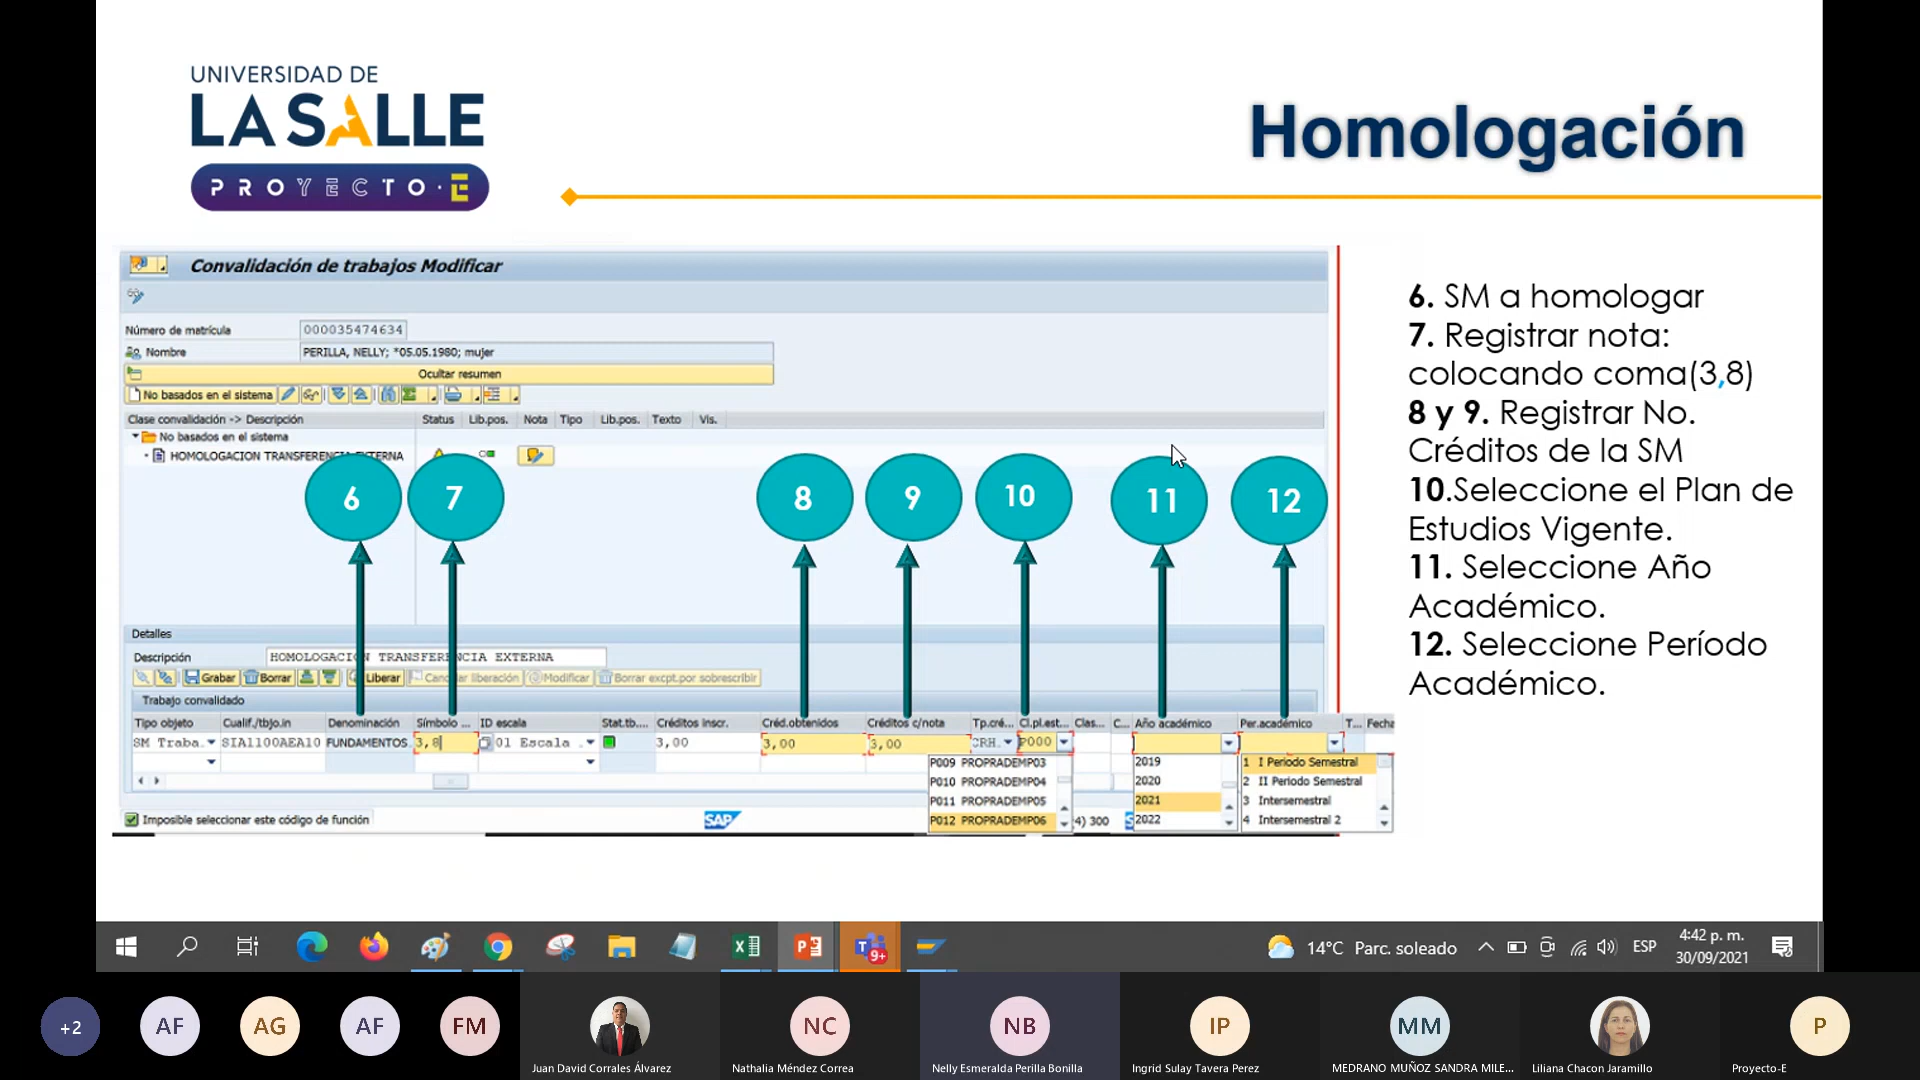 UNIVERSIDAD DE
LA SALLE
PROYECTO·E
Homologación
Convalidación de trabajos Modificar
Número de matrícula 000035474634
Nombre PERILLA, NELLY; *05.05.1980; mujer
Ocultar resumen
No basados en el sistema
Clase convalidación -> Descripción Status Lib.pos. Nota Tipo Lib.pos. Texto Vis.
No basados en el sistema
HOMOLOGACION TRANSFERENCIA EXTERNA
6 7 8 9 10 11 12
Detalles
Descripción HOMOLOGACION TRANSFERENCIA EXTERNA
Grabar Borrar Liberar Cancelar liberación Modificar Borrar excpt.por sobrescribir
Trabajo convalidado
Tipo objeto Cualif./tbjo.in Denominación Símbolo ... ID escala Stat.tb.... Créditos inscr. Créd.obtenidos Créditos c/nota Tp.cré... Cl.pl.est... Clas... C... Año académico Per.académico T... Fecha
SM Traba. SIA1100AEA10 FUNDAMENTOS 3,8 01 Escala . 3,00 3,00 3,00 CRH. P000
P009 PROPRADEMP03 2019 1 I Periodo Semestral
P010 PROPRADEMP04 2020 2 II Periodo Semestral
P011 PROPRADEMP05 2021 3 Intersemestral
P012 PROPRADEMP06 2022 4 Intersemestral 2
Imposible seleccionar este código de función SAP 4) 300
6. SM a homologar
7. Registrar nota:
colocando coma(3,8)
8 y 9. Registrar No.
Créditos de la SM
10.Seleccione el Plan de
Estudios Vigente.
11. Seleccione Año
Académico.
12. Seleccione Período
Académico.
9+
14°C Parc. soleado ESP 4:42 p. m.
30/09/2021
+2 AF AG AF FM NC NB IP MM P
Juan David Corrales Álvarez Nathalia Méndez Correa Nelly Esmeralda Perilla Bonilla Ingrid Sulay Tavera Perez MEDRANO MUÑOZ SANDRA MILE... Liliana Chacon Jaramillo Proyecto-E